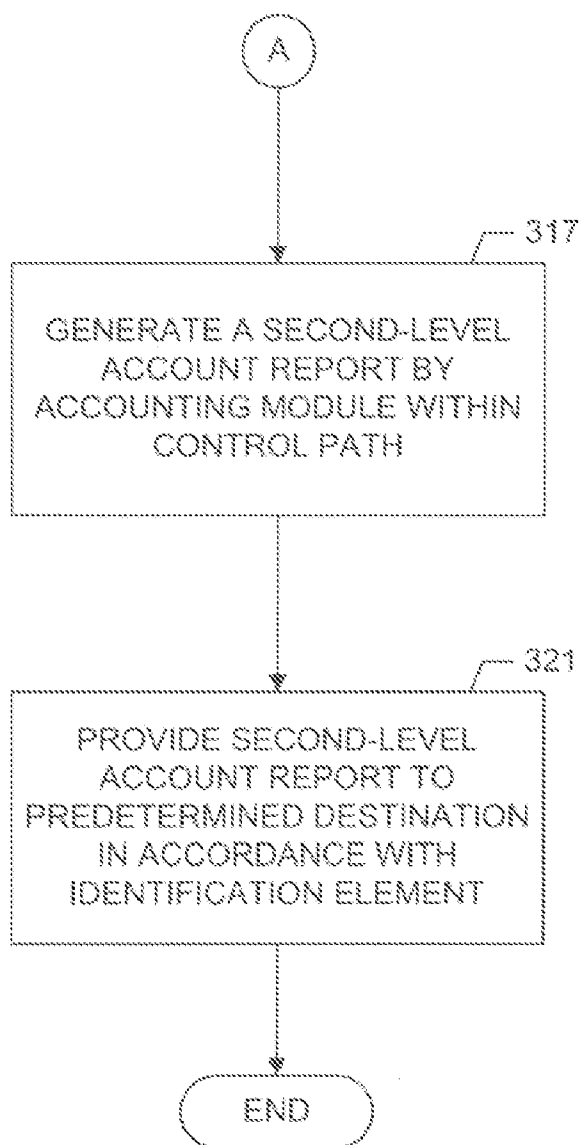 A
317
GENERATE A SECOND-LEVEL
ACCOUNT REPORT BY
ACCOUNTING MODULE WITHIN
CONTROL PATH
321
PROVIDE SECOND-LEVEL
ACCOUNT REPORT TO
PREDETERMINED DESTINATION
IN ACCORDANCE WITH
IDENTIFICATION ELEMENT
END